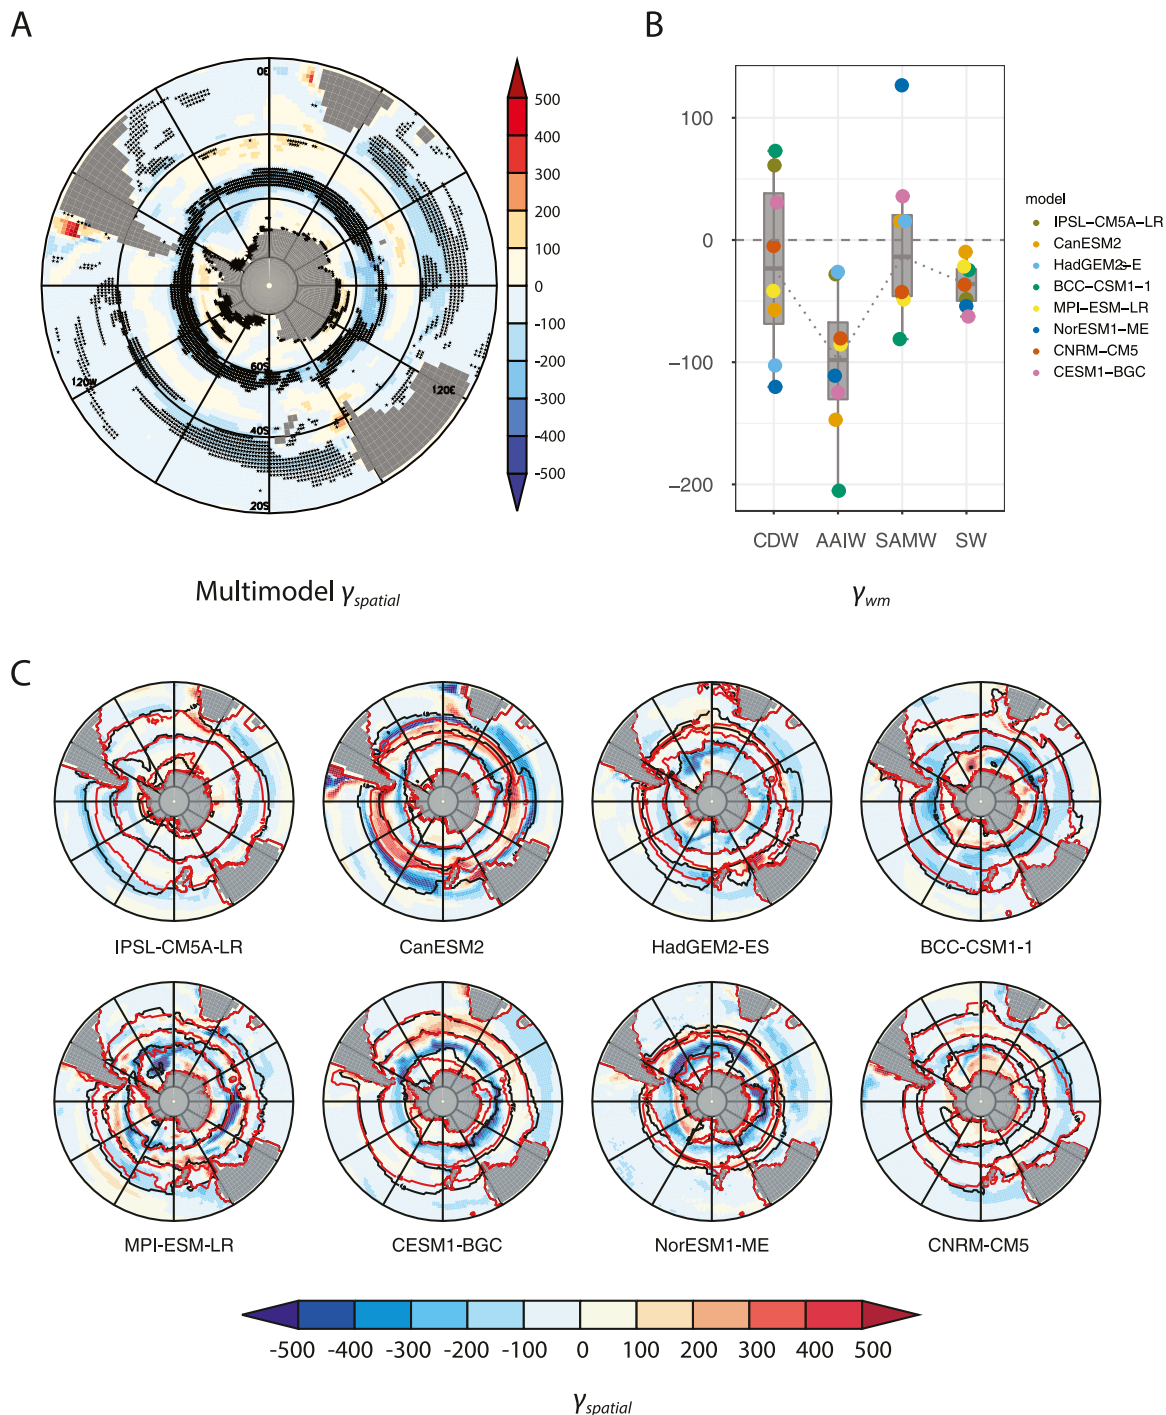 A
B
0E
120W
120E
60S
40S
20S
500
400
300
200
100
0
-100
-200
-300
-400
-500
100
0
−100
−200
CDW AAIW SAMW SW
model
IPSL−CM5A−LR
CanESM2
HadGEM2-ES
BCC−CSM1−1
MPI−ESM−LR
NorESM1−ME
CNRM−CM5
CESM1−BGC
Multimodel γspatial
γwm
C
IPSL-CM5A-LR CanESM2 HadGEM2-ES BCC-CSM1-1
MPI-ESM-LR CESM1-BGC NorESM1-ME CNRM-CM5
-500 -400 -300 -200 -100 0 100 200 300 400 500
γspatial